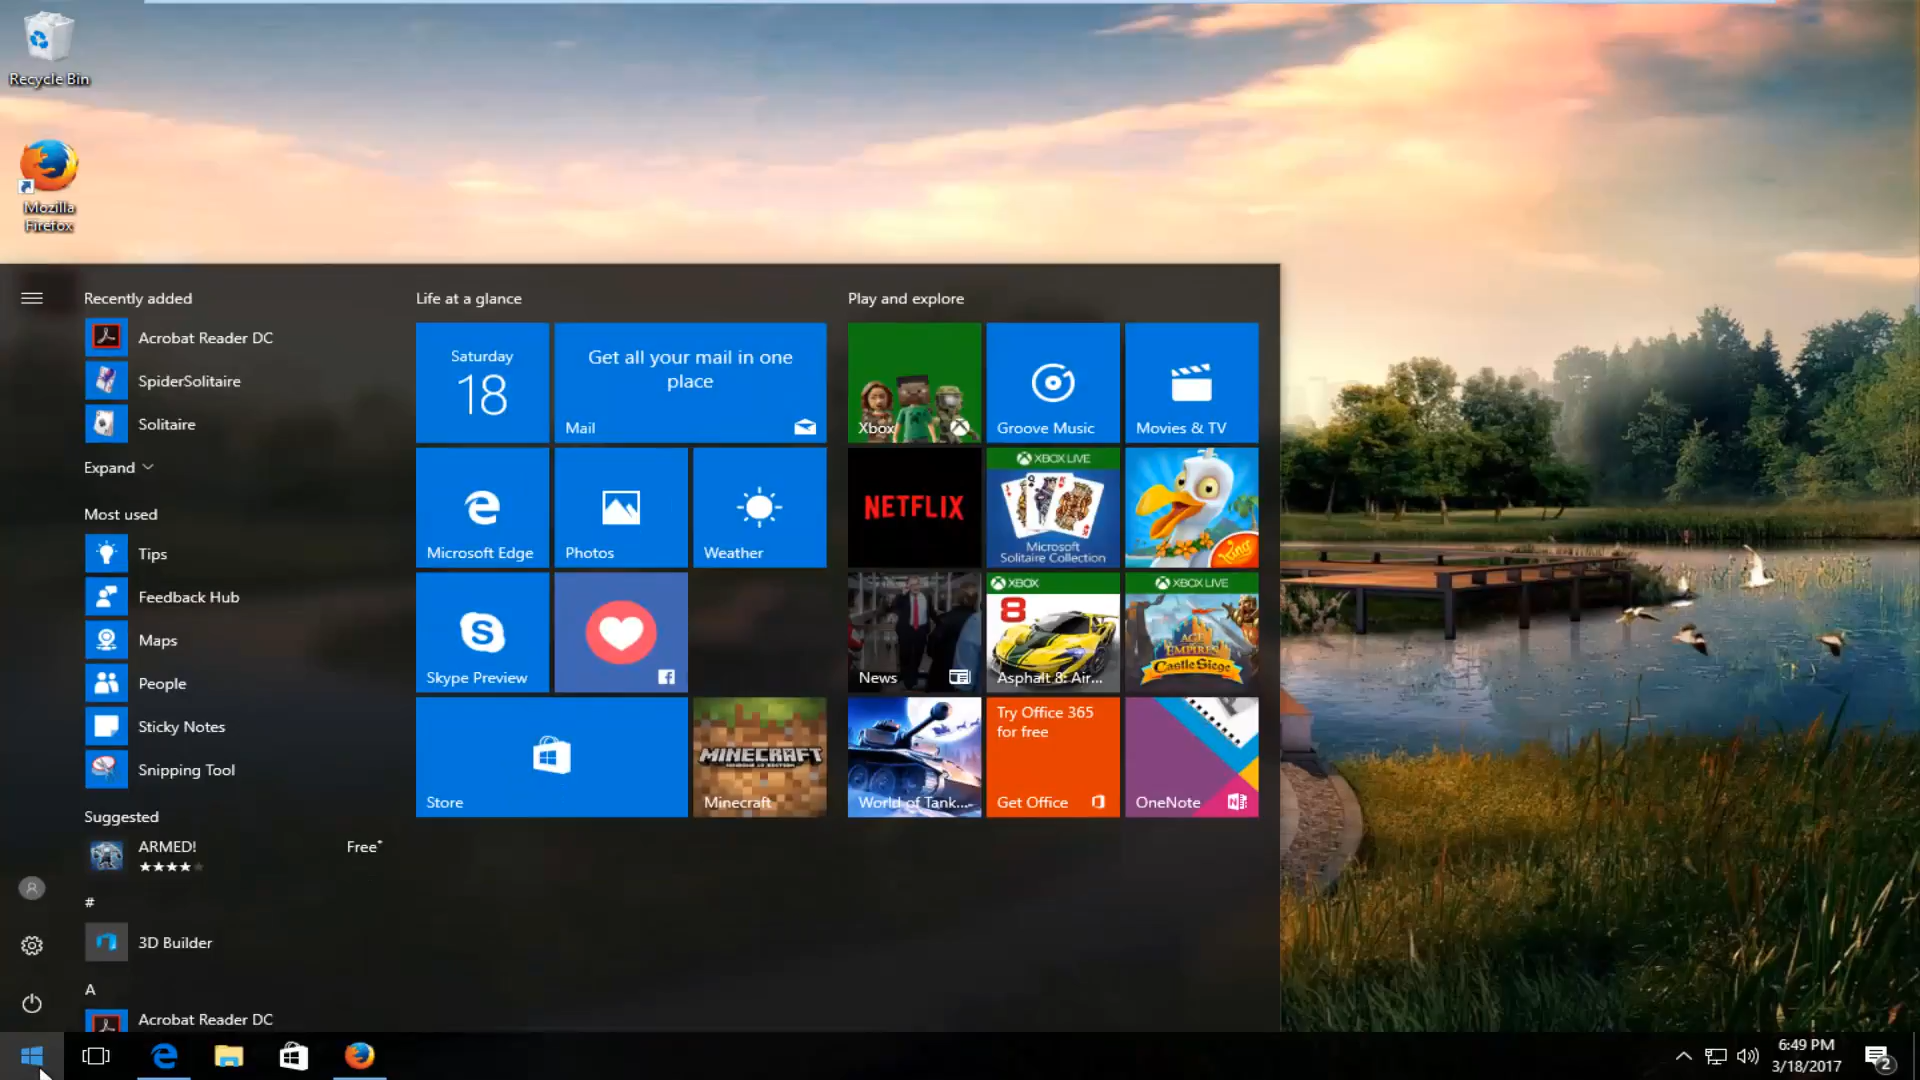 Recycle Bin
Mozilla
Firefox
Recently added
Acrobat Reader DC
SpiderSolitaire
Solitaire
Expand
Most used
Tips
Feedback Hub
Maps
People
Sticky Notes
Snipping Tool
Suggested
ARMED!
Free*
#
3D Builder
A
Acrobat Reader DC
Life at a glance
Saturday
18
Get all your mail in one
place
Mail
Microsoft Edge
Photos
Weather
Skype Preview
Store
MINECRAFT
Minecraft
Play and explore
Xbox
Groove Music
Movies & TV
NETFLIX
XBOX LIVE
Microsoft
Solitaire Collection
King
News
XBOX
8
Asphalt 8: Air...
XBOX LIVE
AGE
OF
EMPIRES
Castle Siege
World of Tank...
Try Office 365
for free
Get Office
OneNote
6:49 PM
3/18/2017
2